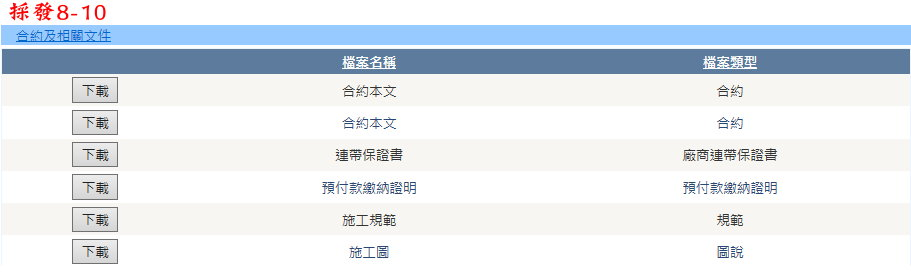 採發8-10
合約及相關文件
檔案名稱 檔案類型
下載 合約本文 合約
下載 合約本文 合約
下載 連帶保證書 廠商連帶保證書
下載 預付款繳納證明 預付款繳納證明
下載 施工規範 規範
下載 施工圖 圖說